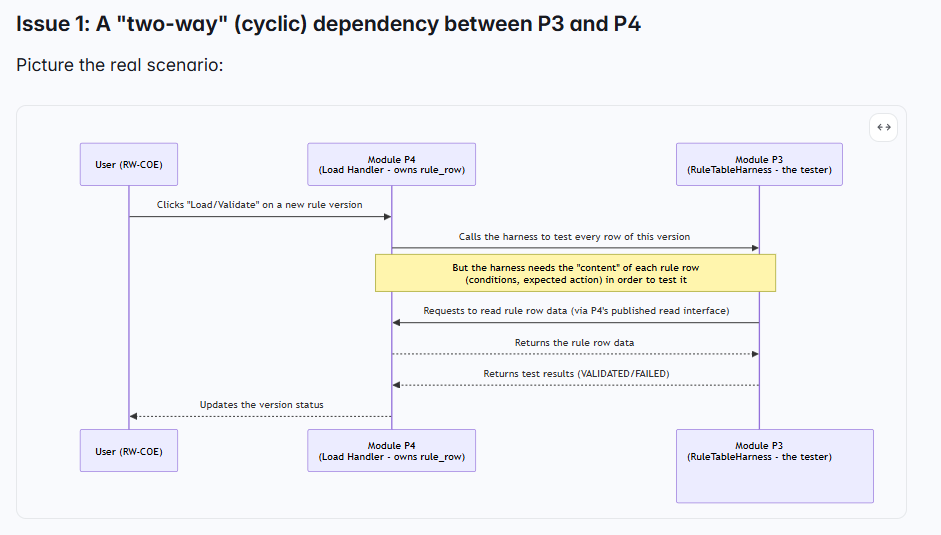 Issue 1: A "two-way" (cyclic) dependency between P3 and P4
Picture the real scenario:
User (RW-COE)
Module P4
(Load Handler - owns rule_row)
Module P3
(RuleTableHarness - the tester)
Clicks "Load/Validate" on a new rule version
Calls the harness to test every row of this version
But the harness needs the "content" of each rule row
(conditions, expected action) in order to test it
Requests to read rule row data (via P4's published read interface)
Returns the rule row data
Returns test results (VALIDATED/FAILED)
Updates the version status
User (RW-COE)
Module P4
(Load Handler - owns rule_row)
Module P3
(RuleTableHarness - the tester)